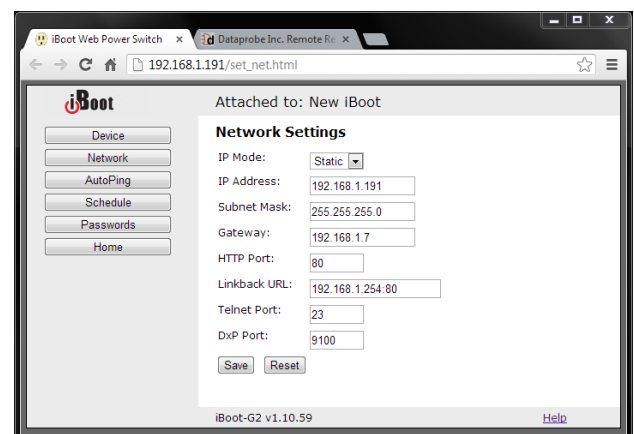 iBoot Web Power Switch
Dataprobe Inc. Remote Re
192.168.1.191/set_net.html
iBoot
Attached to: New iBoot
Device
Network
AutoPing
Schedule
Passwords
Home
Network Settings
IP Mode: Static
IP Address: 192.168.1.191
Subnet Mask: 255.255.255.0
Gateway: 192.168.1.7
HTTP Port: 80
Linkback URL: 192.168.1.254:80
Telnet Port: 23
DxP Port: 9100
Save Reset
iBoot-G2 v1.10.59 Help